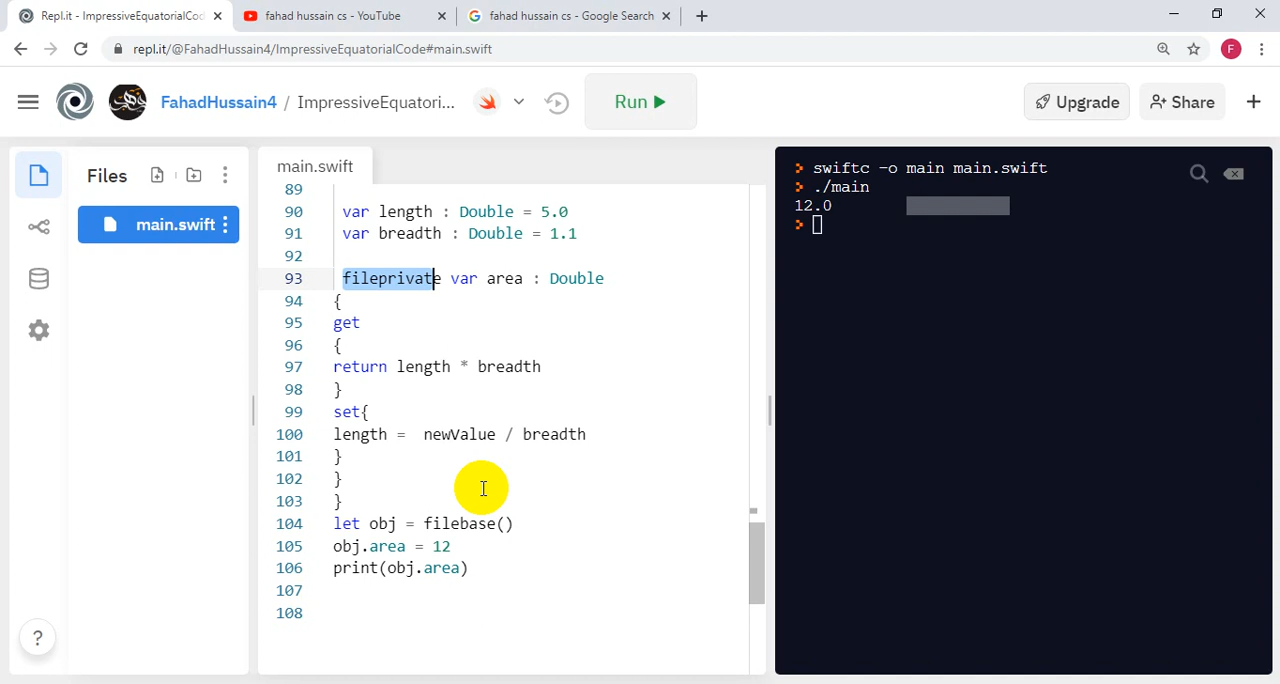 Repl.it - ImpressiveEquatorialCod
fahad hussain cs - YouTube
fahad hussain cs - Google Search
repl.it/@FahadHussain4/ImpressiveEquatorialCode#main.swift
F
FahadHussain4 / ImpressiveEquatori...
Run
Upgrade
Share
Files
main.swift
main.swift
89
90 var length : Double = 5.0
91 var breadth : Double = 1.1
92
93 fileprivate var area : Double
94 {
95 get
96 {
97 return length * breadth
98 }
99 set{
100 length =  newValue / breadth
101 }
102 }
103 }
104 let obj = filebase()
105 obj.area = 12
106 print(obj.area)
107
108
> swiftc -o main main.swift
> ./main
12.0
>
?